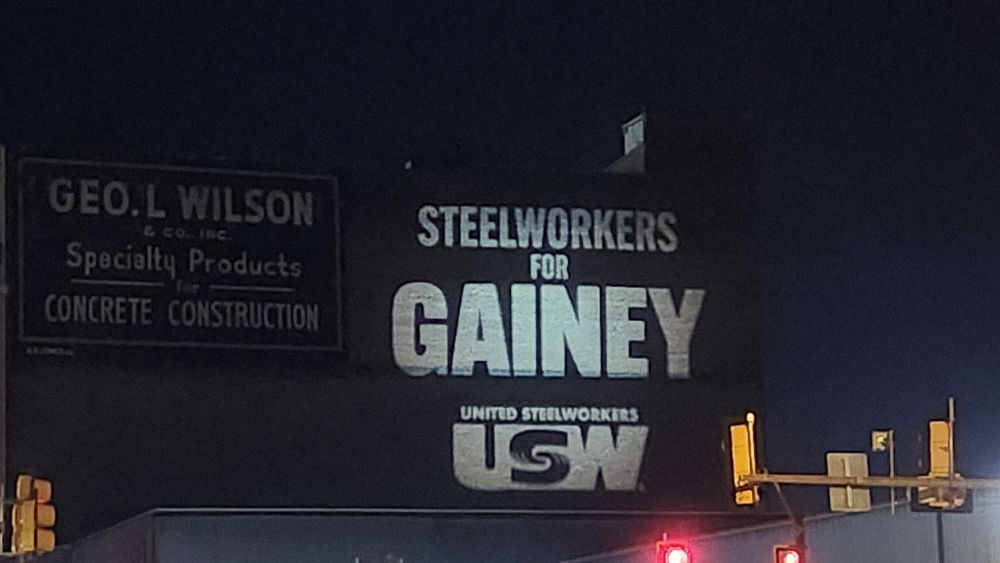 GEO. L WILSON
& CO. INC.
Specialty Products
for
CONCRETE CONSTRUCTION
STEELWORKERS
FOR
GAINEY
UNITED STEELWORKERS
USW